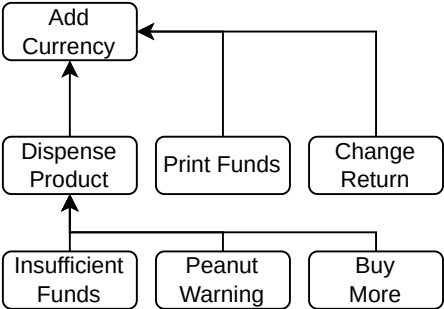 Add
Currency
Dispense
Product
Print Funds
Change
Return
Insufficient
Funds
Peanut
Warning
Buy
More